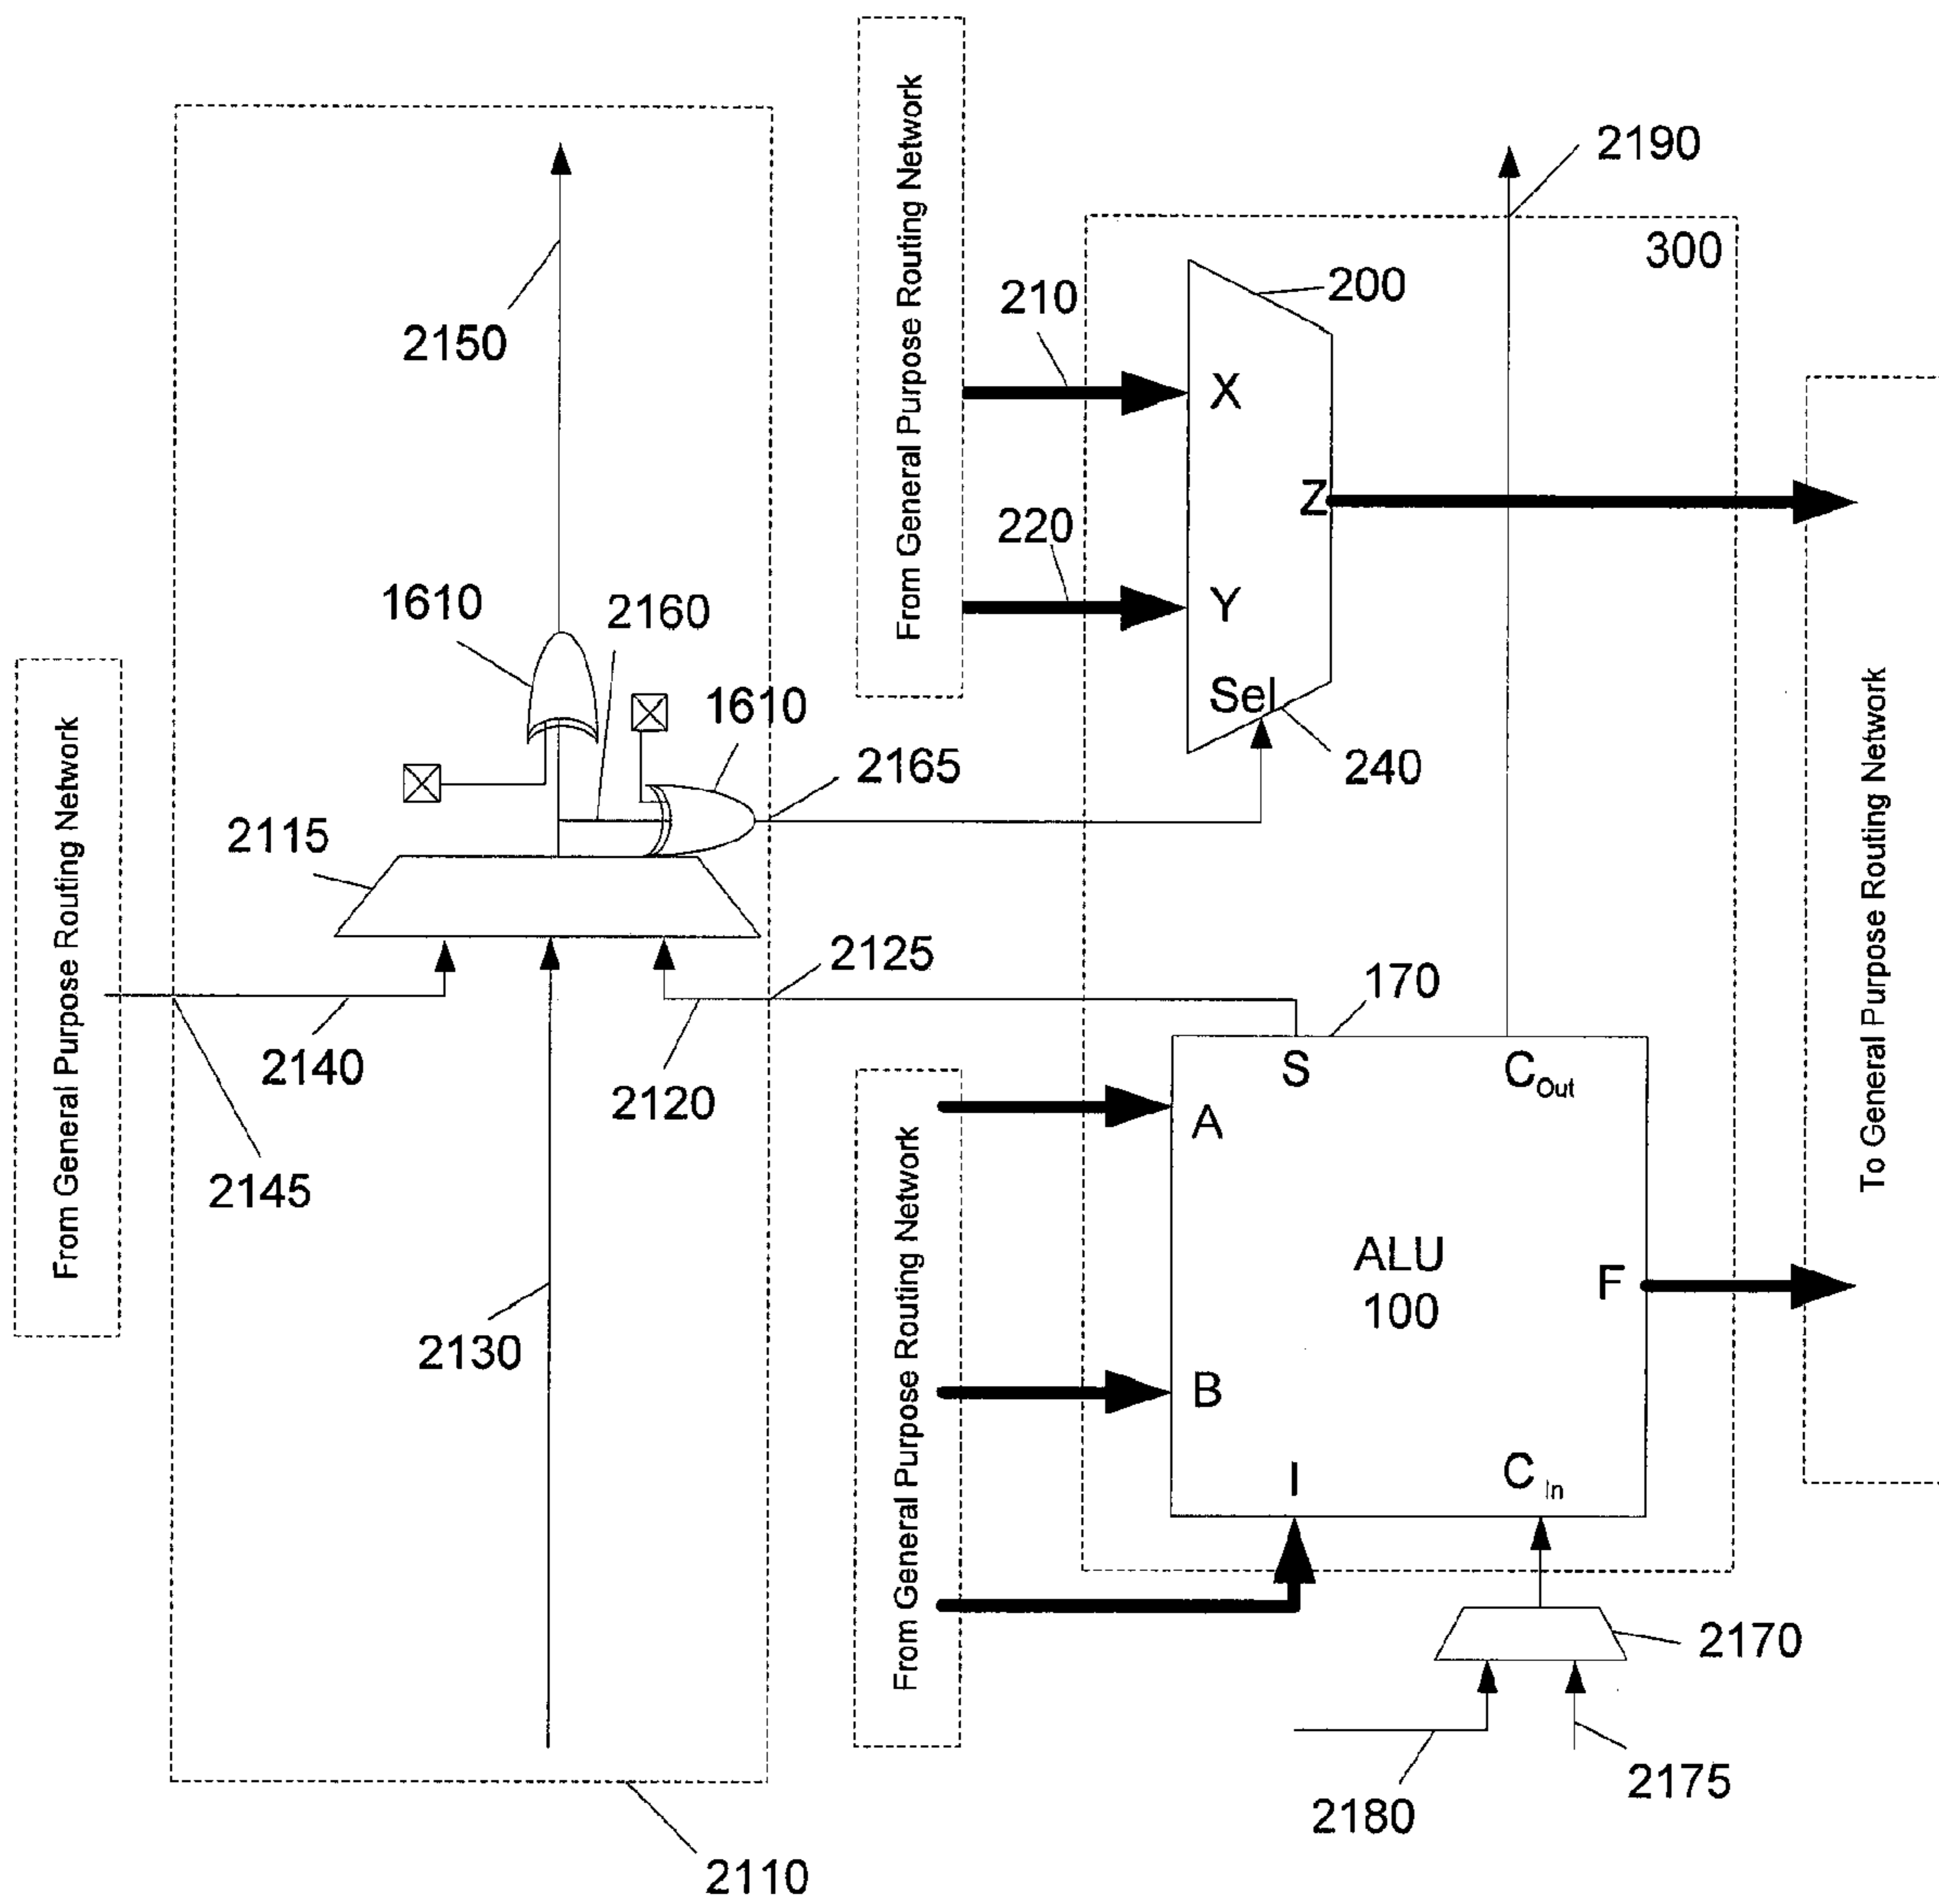 From General Purpose Routing Network
2190
300
200
210
X
2150
Z
220
1610
2160
Y
Sel
1610
2165
240
From General Purpose Routing Network
2115
2125
170
2140
2120
S
C Out
A
To General Purpose Routing Network
2145
From General Purpose Routing Network
ALU
100
F
2130
B
I
C In
2170
2180
2175
2110